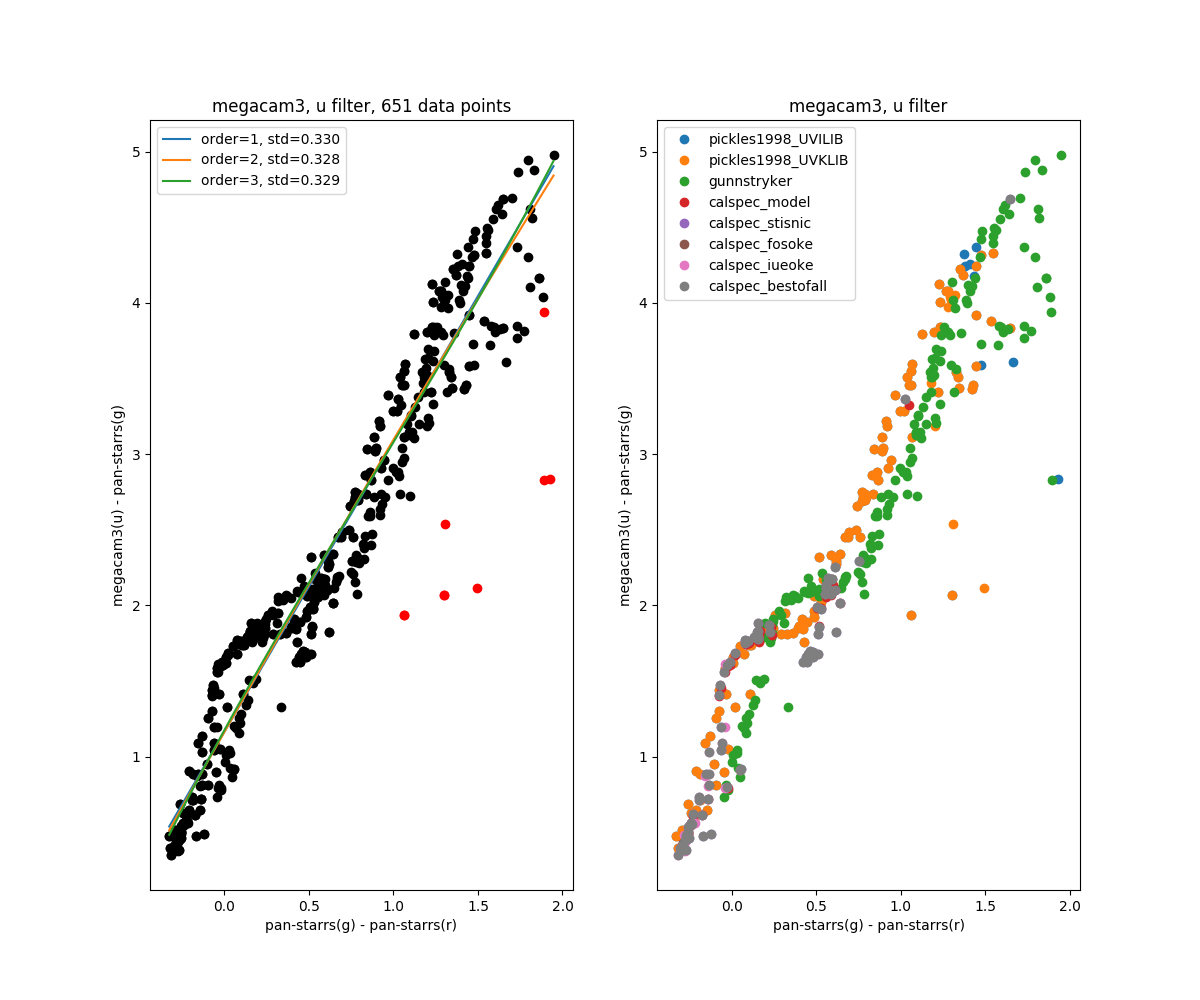 megacam3, u filter, 651 data points
order=1, std=0.330
order=2, std=0.328
order=3, std=0.329
5
4
3
2
1
megacam3(u) - pan-starrs(g)
0.0 0.5 1.0 1.5 2.0
pan-starrs(g) - pan-starrs(r)
megacam3, u filter
pickles1998_UVILIB
pickles1998_UVKLIB
gunnstryker
calspec_model
calspec_stisnic
calspec_fosoke
calspec_iueoke
calspec_bestofall
5
4
3
2
1
megacam3(u) - pan-starrs(g)
0.0 0.5 1.0 1.5 2.0
pan-starrs(g) - pan-starrs(r)